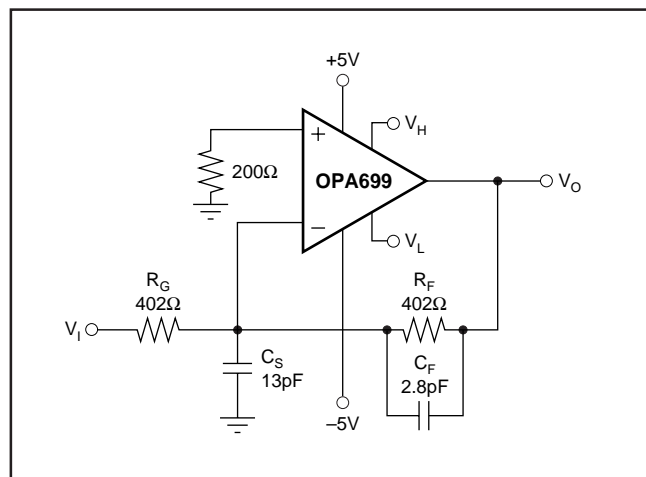 +5V
V_H
+
200Ω
OPA699
V_O
−
V_L
R_G
402Ω
R_F
402Ω
V_I
C_S
13pF
C_F
2.8pF
−5V